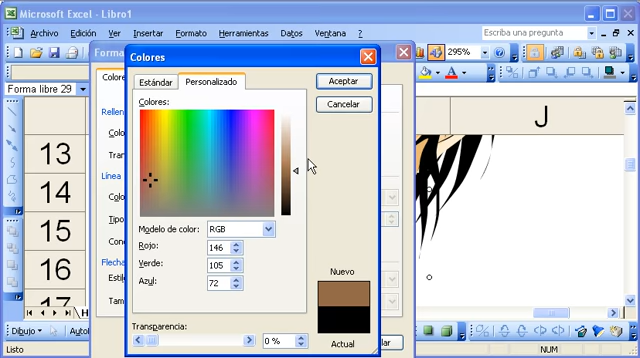 Microsoft Excel - Libro1
Archivo Edición Ver Insertar Formato Herramientas Datos Ventana ?
Escriba una pregunta
295%
Forma
Colores
Forma libre 29
Colores
Estándar Personalizado
Aceptar
Cancelar
Colores:
Modelo de color: RGB
Rojo: 146
Verde: 105
Azul: 72
Transparencia:
0 %
Nuevo
Actual
Línea
J
13
14
15
16
17
Dibujo
Listo
NUM